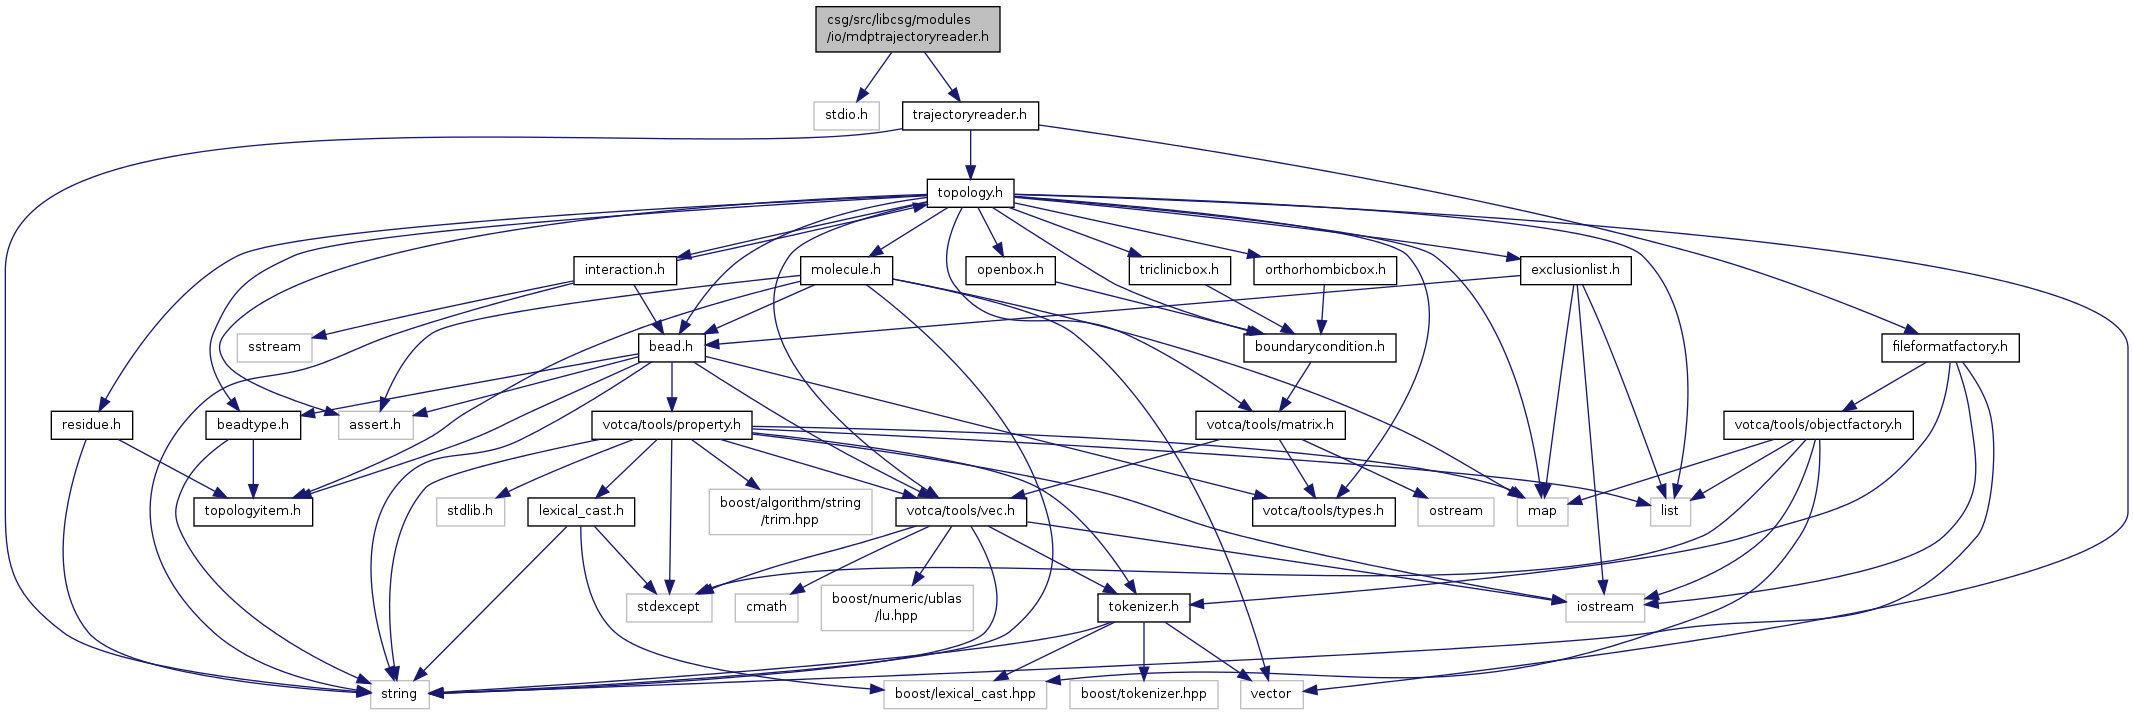 csg/src/libcsg/modules
/io/mdptrajectoryreader.h
stdio.h
trajectoryreader.h
topology.h
interaction.h
molecule.h
openbox.h
triclinicbox.h
orthorhombicbox.h
exclusionlist.h
sstream
bead.h
boundarycondition.h
fileformatfactory.h
residue.h
beadtype.h
assert.h
votca/tools/property.h
votca/tools/matrix.h
votca/tools/objectfactory.h
topologyitem.h
stdlib.h
lexical_cast.h
boost/algorithm/string
/trim.hpp
votca/tools/vec.h
votca/tools/types.h
ostream
map
list
stdexcept
cmath
boost/numeric/ublas
/lu.hpp
tokenizer.h
iostream
string
boost/lexical_cast.hpp
boost/tokenizer.hpp
vector